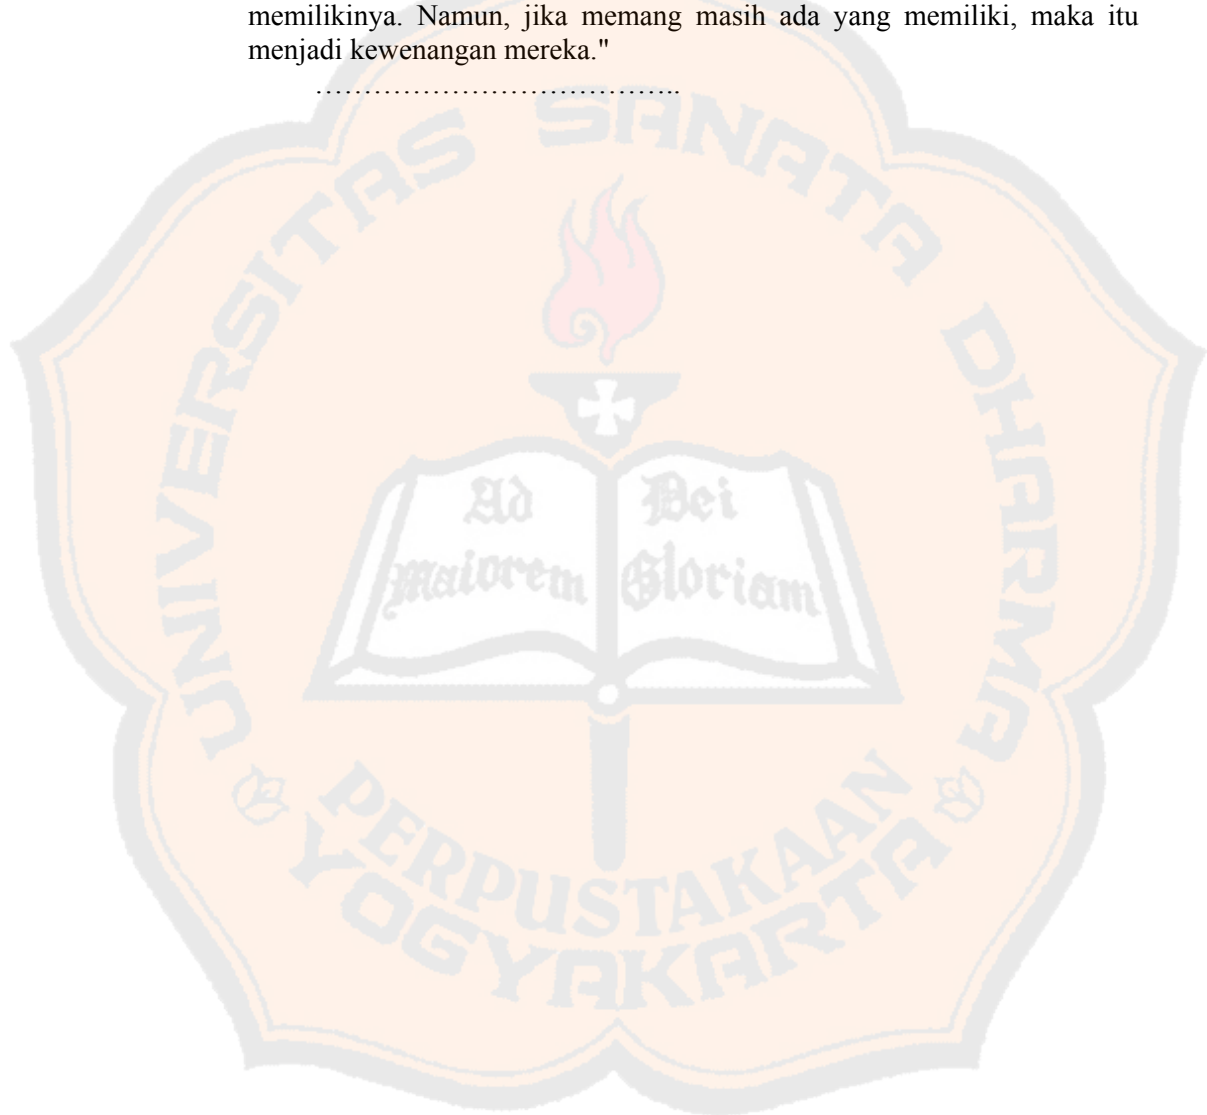 memilikinya. Namun, jika memang masih ada yang memiliki, maka itu
menjadi kewenangan mereka."
…………………………………..
UNIVERSITAS SANATA DHARMA
Ad Dei
maiorem Gloriam
PERPUSTAKAAN
YOGYAKARTA